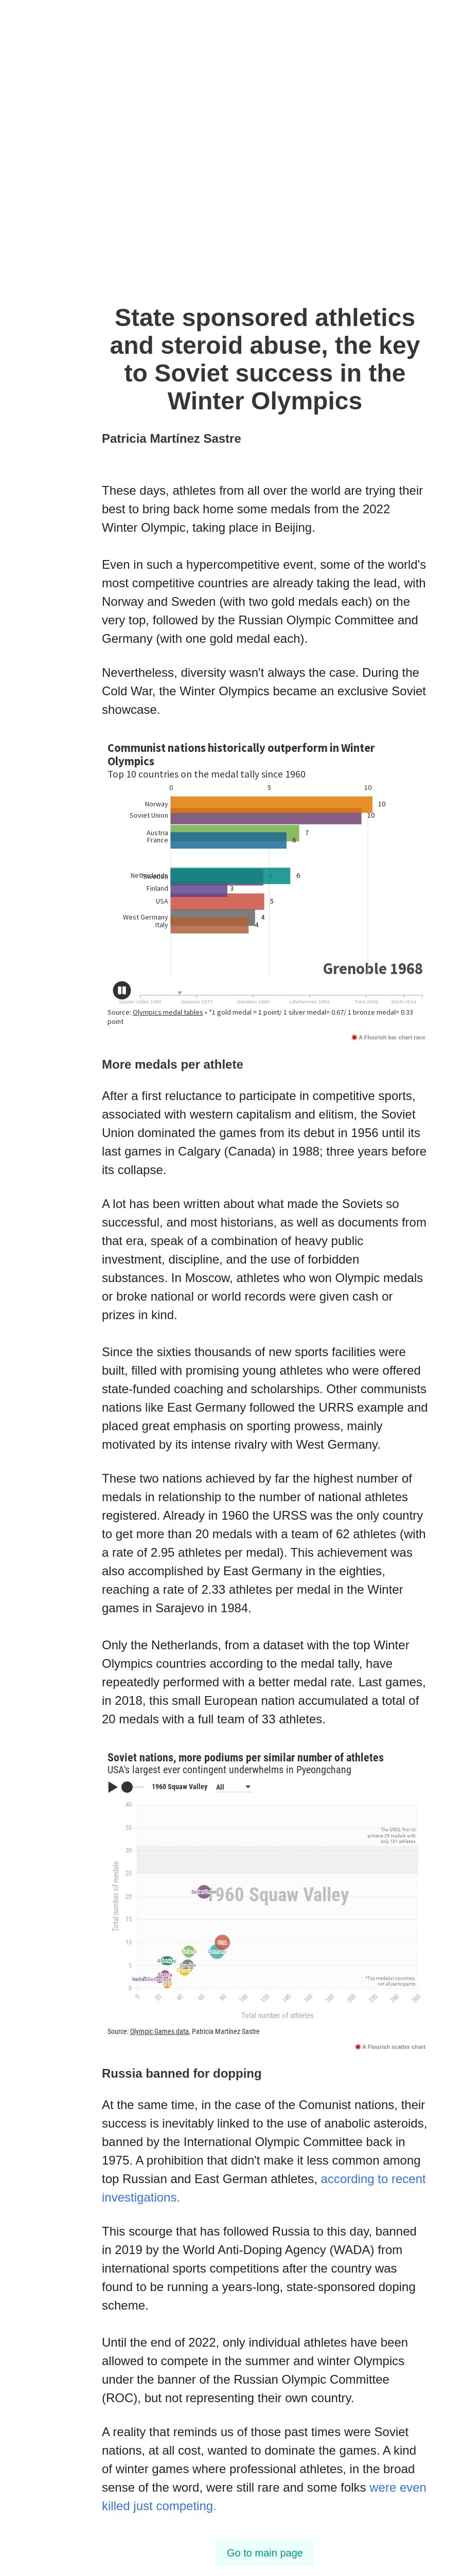 State sponsored athletics
and steroid abuse, the key
to Soviet success in the
Winter Olympics
Patricia Martínez Sastre
These days, athletes from all over the world are trying their
best to bring back home some medals from the 2022
Winter Olympic, taking place in Beijing.
Even in such a hypercompetitive event, some of the world's
most competitive countries are already taking the lead, with
Norway and Sweden (with two gold medals each) on the
very top, followed by the Russian Olympic Committee and
Germany (with one gold medal each).
Nevertheless, diversity wasn't always the case. During the
Cold War, the Winter Olympics became an exclusive Soviet
showcase.
Communist nations historically outperform in Winter
Olympics
Top 10 countries on the medal tally since 1960
0 5 10
Norway 10
Soviet Union 10
Austria 7
France 6
Netherlands 6
Sweden
Finland 3
USA 5
West Germany 4
Italy 4
Grenoble 1968
Squaw Valley 1960 Sapporo 1972 Sarajevo 1984 Lillehammer 1994 Turin 2006 Sochi 2014
Source: Olympics medal tables • *1 gold medal = 1 point/ 1 silver medal= 0.67/ 1 bronze medal= 0.33
point
A Flourish bar chart race
More medals per athlete
After a first reluctance to participate in competitive sports,
associated with western capitalism and elitism, the Soviet
Union dominated the games from its debut in 1956 until its
last games in Calgary (Canada) in 1988; three years before
its collapse.
A lot has been written about what made the Soviets so
successful, and most historians, as well as documents from
that era, speak of a combination of heavy public
investment, discipline, and the use of forbidden
substances. In Moscow, athletes who won Olympic medals
or broke national or world records were given cash or
prizes in kind.
Since the sixties thousands of new sports facilities were
built, filled with promising young athletes who were offered
state-funded coaching and scholarships. Other communists
nations like East Germany followed the URRS example and
placed great emphasis on sporting prowess, mainly
motivated by its intense rivalry with West Germany.
These two nations achieved by far the highest number of
medals in relationship to the number of national athletes
registered. Already in 1960 the URSS was the only country
to get more than 20 medals with a team of 62 athletes (with
a rate of 2.95 athletes per medal). This achievement was
also accomplished by East Germany in the eighties,
reaching a rate of 2.33 athletes per medal in the Winter
games in Sarajevo in 1984.
Only the Netherlands, from a dataset with the top Winter
Olympics countries according to the medal tally, have
repeatedly performed with a better medal rate. Last games,
in 2018, this small European nation accumulated a total of
20 medals with a full team of 33 athletes.
Soviet nations, more podiums per similar number of athletes
USA's largest ever contingent underwhelms in Pyeongchang
1960 Squaw Valley All
40
35
The URSS, first to
achieve 29 medals with
only 101 athletes
30
25
20
1960 Squaw Valley
15
10
5
*Top medalist countries,
not all participants
0
Total number of medals
0 20 40 60 80 100 120 140 160 180 200 220 240 260
Total number of athletes
Source: Olympic Games data, Patricia Martínez Sastre
A Flourish scatter chart
Russia banned for dopping
At the same time, in the case of the Comunist nations, their
success is inevitably linked to the use of anabolic asteroids,
banned by the International Olympic Committee back in
1975. A prohibition that didn't make it less common among
top Russian and East German athletes, according to recent
investigations.
This scourge that has followed Russia to this day, banned
in 2019 by the World Anti-Doping Agency (WADA) from
international sports competitions after the country was
found to be running a years-long, state-sponsored doping
scheme.
Until the end of 2022, only individual athletes have been
allowed to compete in the summer and winter Olympics
under the banner of the Russian Olympic Committee
(ROC), but not representing their own country.
A reality that reminds us of those past times were Soviet
nations, at all cost, wanted to dominate the games. A kind
of winter games where professional athletes, in the broad
sense of the word, were still rare and some folks were even
killed just competing.
Go to main page